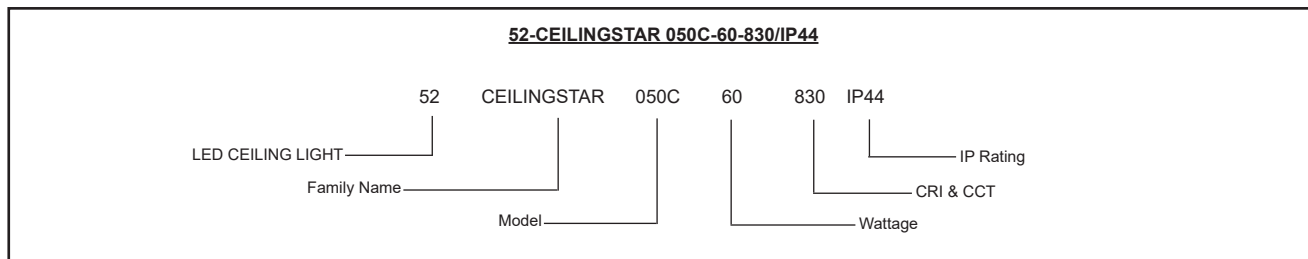 52-CEILINGSTAR 050C-60-830/IP44
52 CEILINGSTAR 050C 60 830 IP44
LED CEILING LIGHT IP Rating
Family Name CRI & CCT
Model Wattage